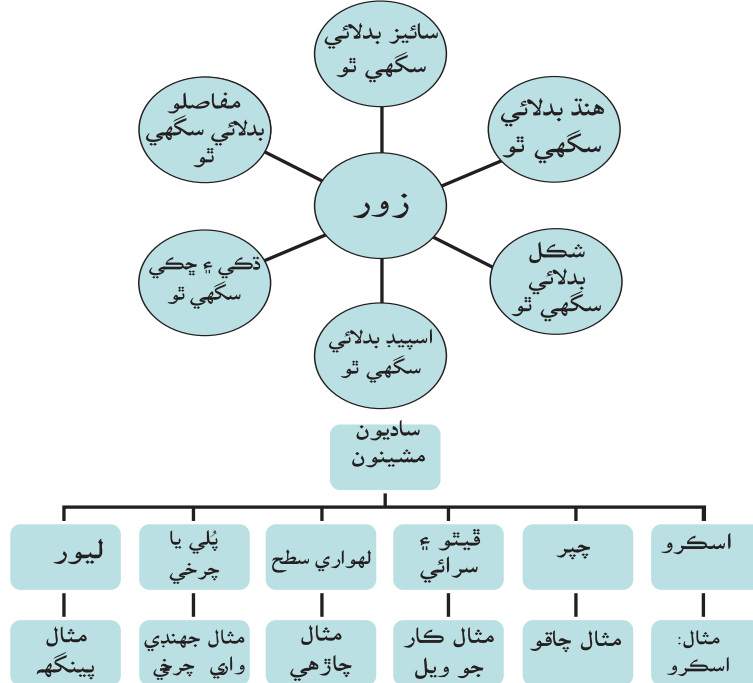 سائيز بدلائي
سگهي ٿو
هنڌ بدلائي
سگهي ٿو
مفاصلو
بدلائي سگهي
ٿو
زور
شڪل
بدلائي
سگهي ٿو
ڌڪي ۽ ڇڪي
سگهي ٿو
اسپيڊ بدلائي
سگهي ٿو
ساديون
مشينون
اسڪرو
چپر
ڦيٿو ۽
سرائي
لهواري سطح
پُلي يا
چرخي
ليور
مثال:
اسڪرو
مثال چاقو
مثال ڪار
جو ويل
مثال
چاڙهي
مثال جهنڊي
واري چرخي
مثال
پينگهه